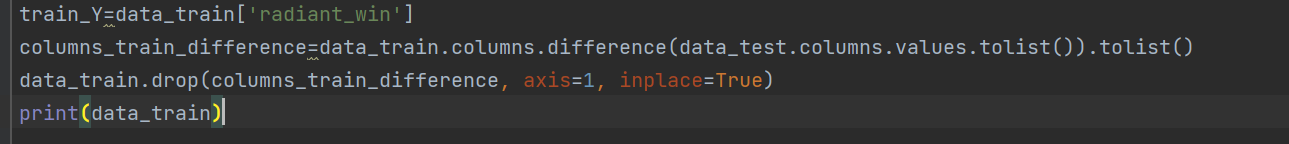 train_Y=data_train['radiant_win']
columns_train_difference=data_train.columns.difference(data_test.columns.values.tolist()).tolist()
data_train.drop(columns_train_difference, axis=1, inplace=True)
print(data_train)